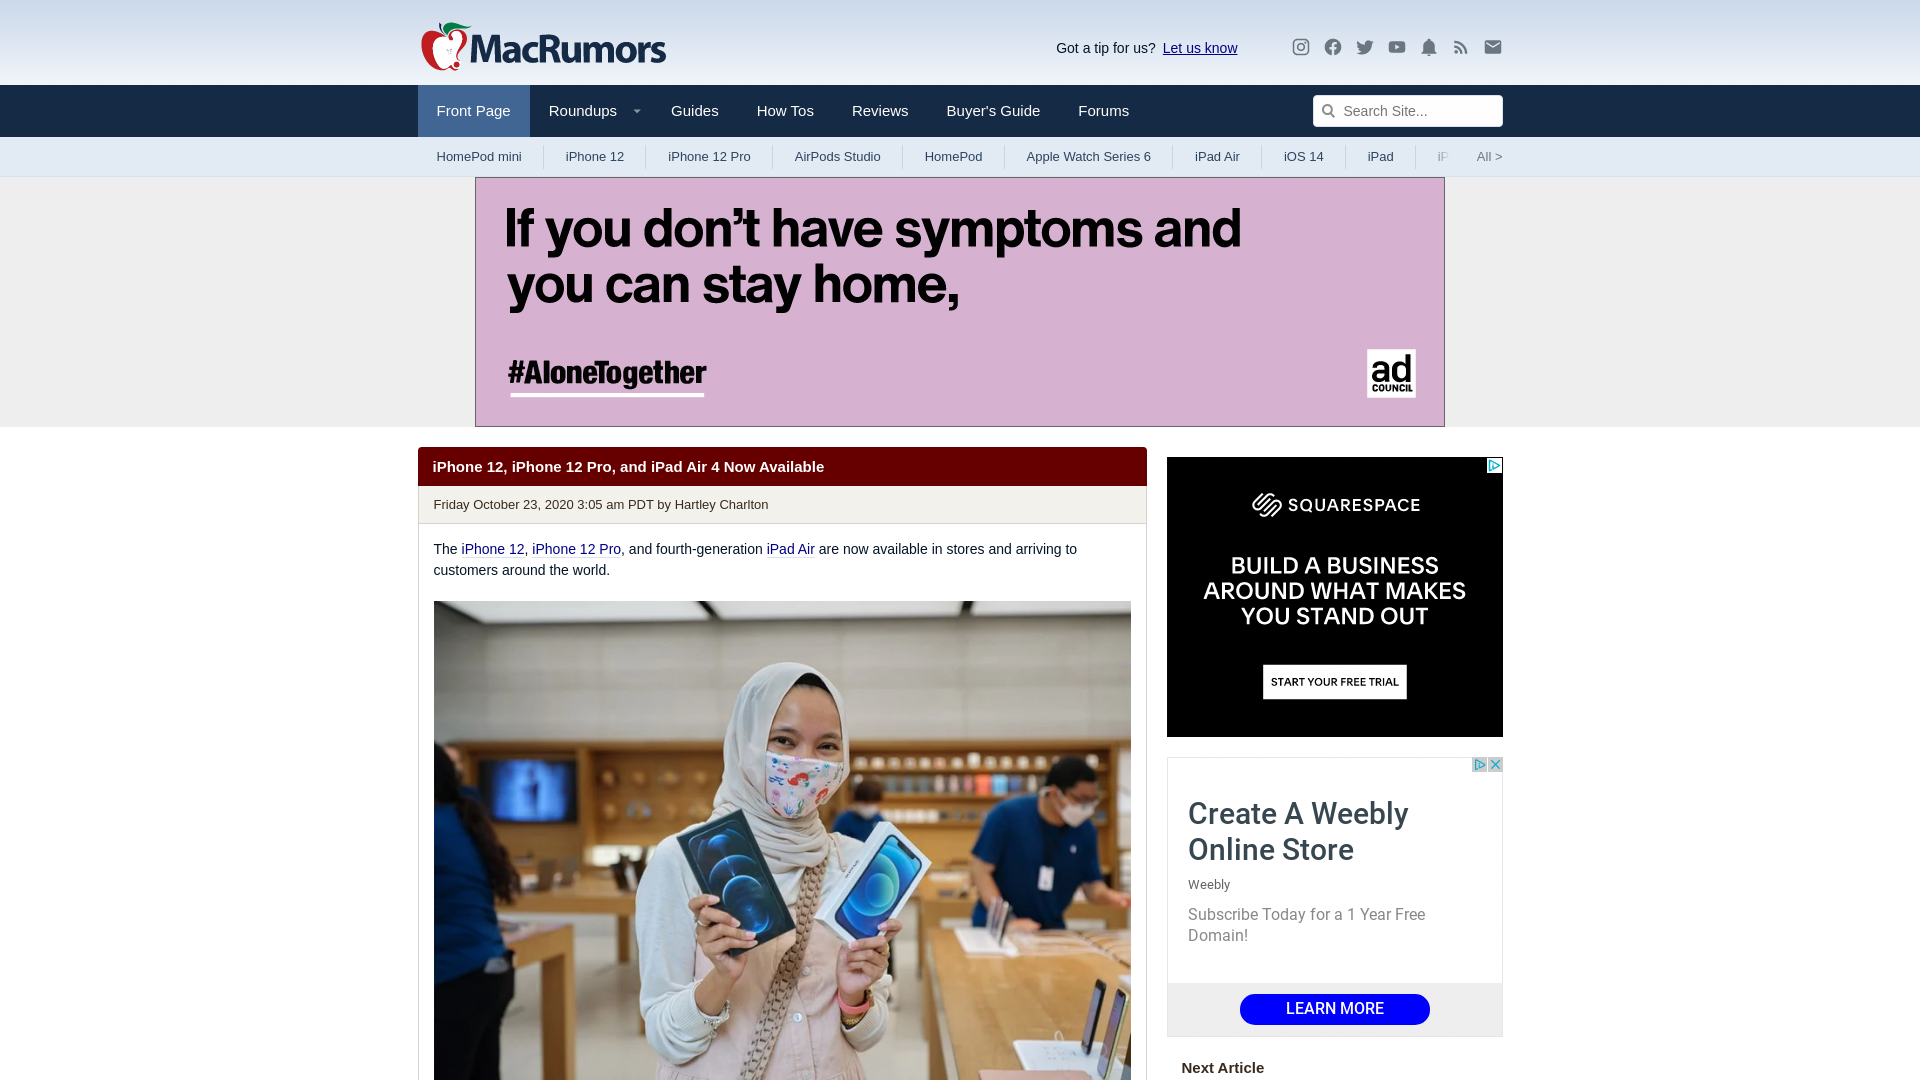 MacRumors
Got a tip for us? Let us know
Front Page
Roundups
Guides
How Tos
Reviews
Buyer's Guide
Forums
Search Site...
HomePod mini
iPhone 12
iPhone 12 Pro
AirPods Studio
HomePod
Apple Watch Series 6
iPad Air
iOS 14
iPad
iP
All >
If you don't have symptoms and
you can stay home,
#AloneTogether
ad
COUNCIL
iPhone 12, iPhone 12 Pro, and iPad Air 4 Now Available
Friday October 23, 2020 3:05 am PDT by Hartley Charlton
The iPhone 12, iPhone 12 Pro, and fourth-generation iPad Air are now available in stores and arriving to
customers around the world.
SQUARESPACE
BUILD A BUSINESS
AROUND WHAT MAKES
YOU STAND OUT
START YOUR FREE TRIAL
Create A Weebly
Online Store
Weebly
Subscribe Today for a 1 Year Free
Domain!
LEARN MORE
Next Article